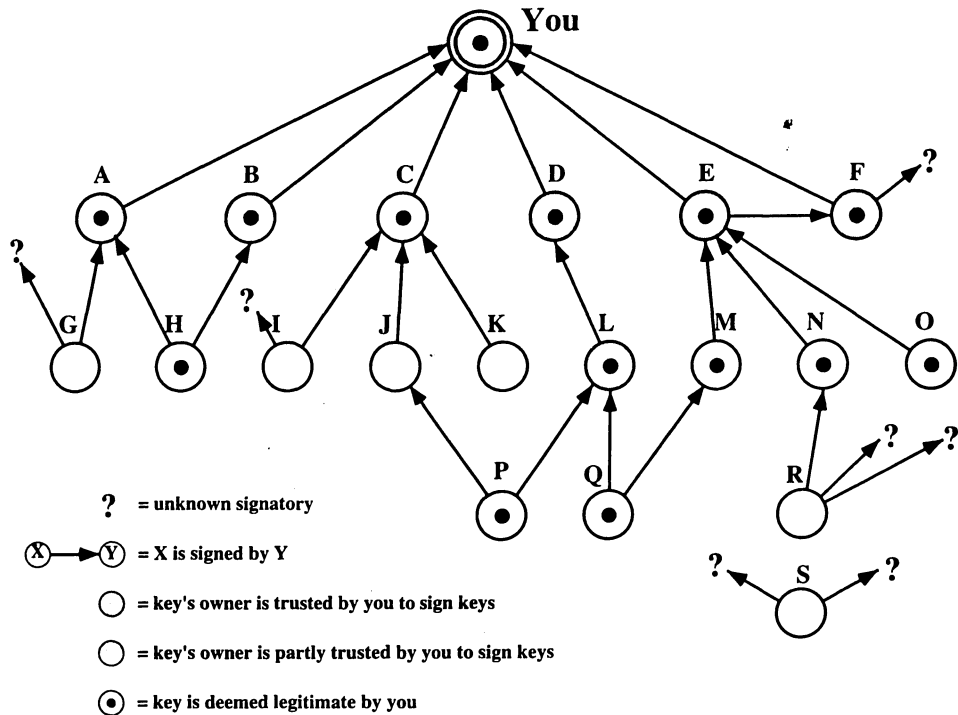 You
A B C D E F ?
? G H ? I J K L M N O
P Q R ? ?
? = unknown signatory
X Y = X is signed by Y
= key's owner is trusted by you to sign keys
= key's owner is partly trusted by you to sign keys
= key is deemed legitimate by you
? S ?